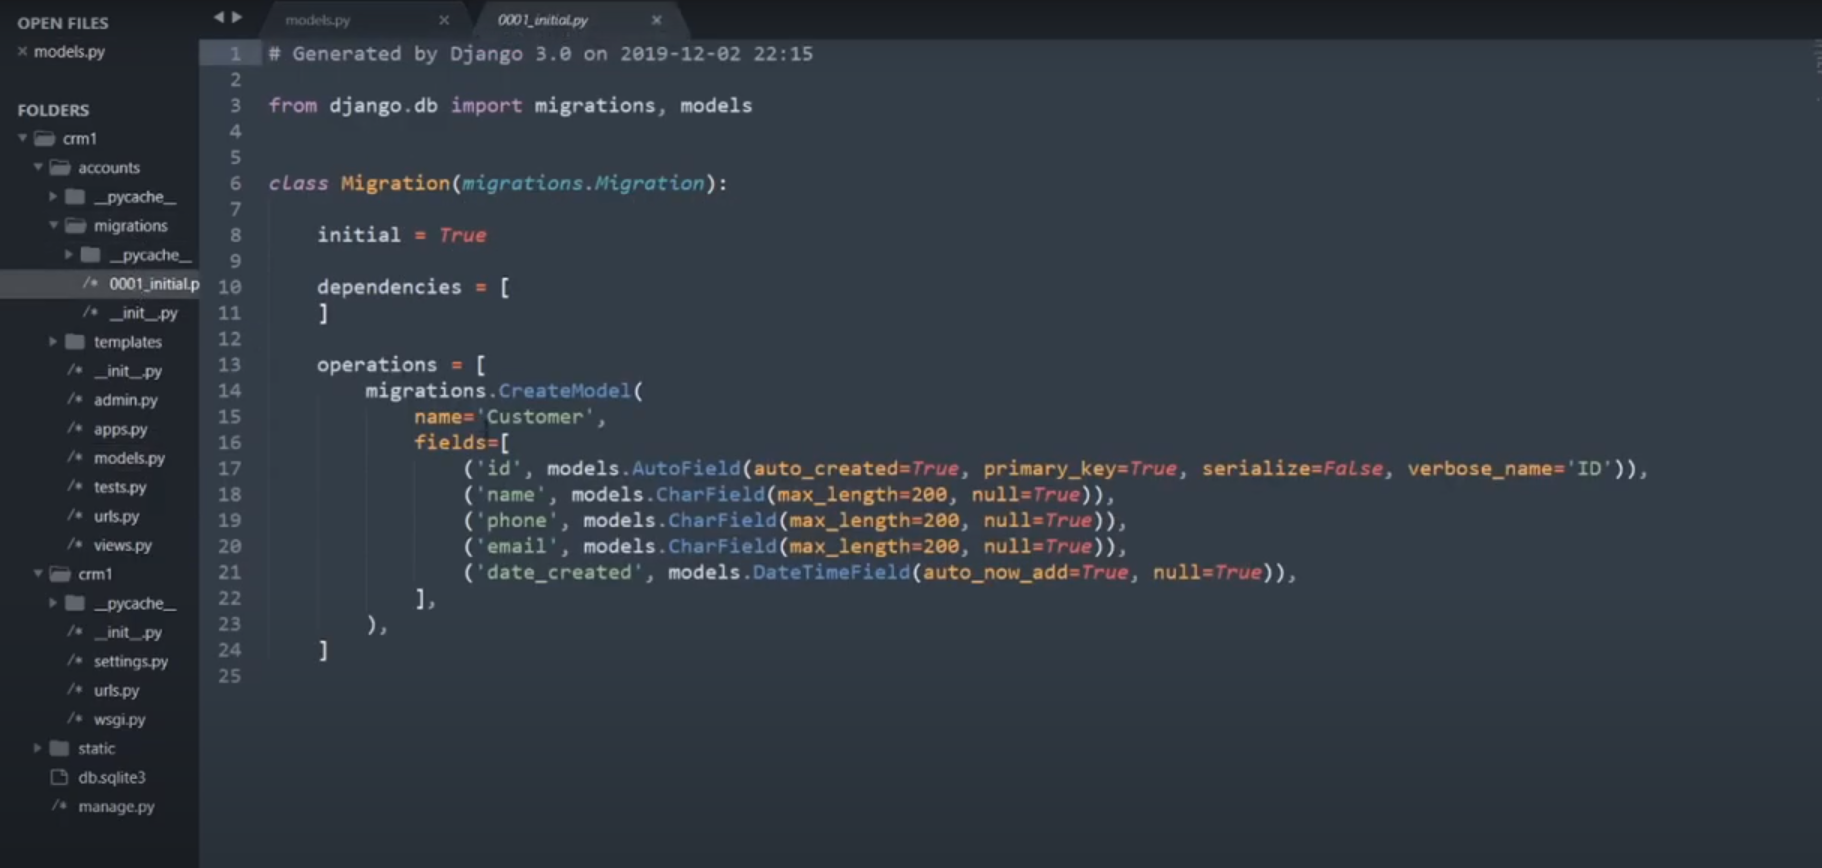 OPEN FILES
× models.py
FOLDERS
crm1
accounts
__pycache__
migrations
__pycache__
/* 0001_initial.p
/* __init__.py
templates
/* __init__.py
/* admin.py
/* apps.py
/* models.py
/* tests.py
/* urls.py
/* views.py
crm1
__pycache__
/* __init__.py
/* settings.py
/* urls.py
/* wsgi.py
static
db.sqlite3
/* manage.py
models.py ×
0001_initial.py ×
1 # Generated by Django 3.0 on 2019-12-02 22:15
2
3 from django.db import migrations, models
4
5
6 class Migration(migrations.Migration):
7
8     initial = True
9
10     dependencies = [
11     ]
12
13     operations = [
14         migrations.CreateModel(
15             name='Customer',
16             fields=[
17                 ('id', models.AutoField(auto_created=True, primary_key=True, serialize=False, verbose_name='ID')),
18                 ('name', models.CharField(max_length=200, null=True)),
19                 ('phone', models.CharField(max_length=200, null=True)),
20                 ('email', models.CharField(max_length=200, null=True)),
21                 ('date_created', models.DateTimeField(auto_now_add=True, null=True)),
22             ],
23         ),
24     ]
25